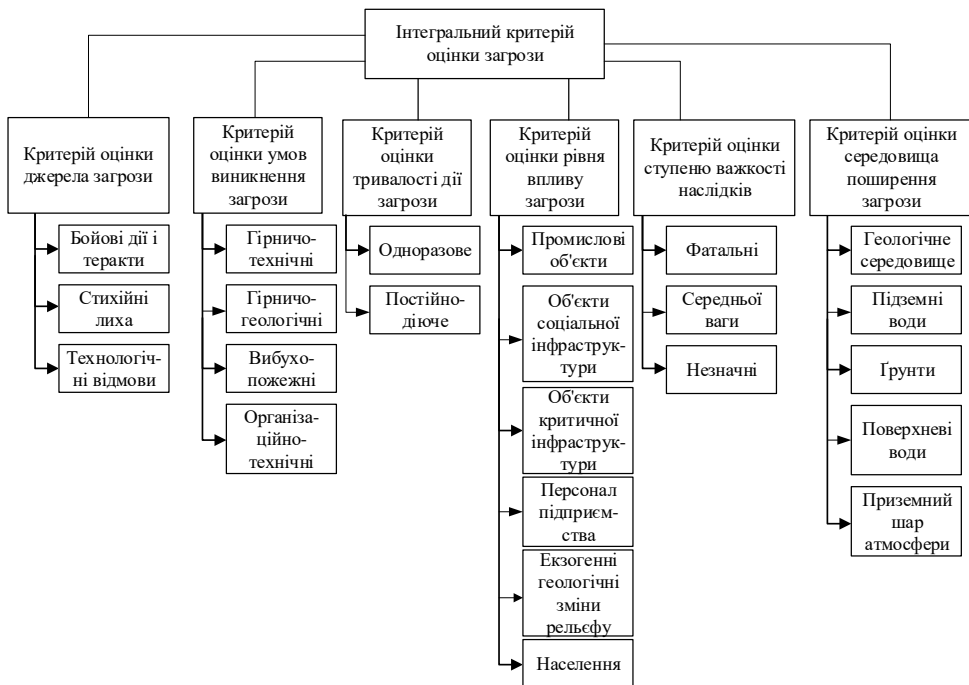 Інтегральний критерій
оцінки загрози
Критерій оцінки
джерела загрози
Бойові дії і
теракти
Стихійні
лиха
Технологіч-
ні відмови
Критерій
оцінки умов
виникнення
загрози
Гірничо-
технічні
Гірничо-
геологічні
Вибухо-
пожежні
Організа-
ційно-
технічні
Критерій
оцінки
тривалості дії
загрози
Одноразове
Постійно-
діюче
Критерій
оцінки рівня
впливу
загрози
Промислові
об'єкти
Об'єкти
соціальної
інфраструк-
тури
Об'єкти
критичної
інфраструк-
тури
Персонал
підприєм-
ства
Екзогенні
геологічні
зміни
рельєфу
Населення
Критерій оцінки
ступеню важкості
наслідків
Фатальні
Середньої
ваги
Незначні
Критерій оцінки
середовища
поширення
загрози
Геологічне
середовище
Підземні
води
Ґрунти
Поверхневі
води
Приземний
шар
атмосфери